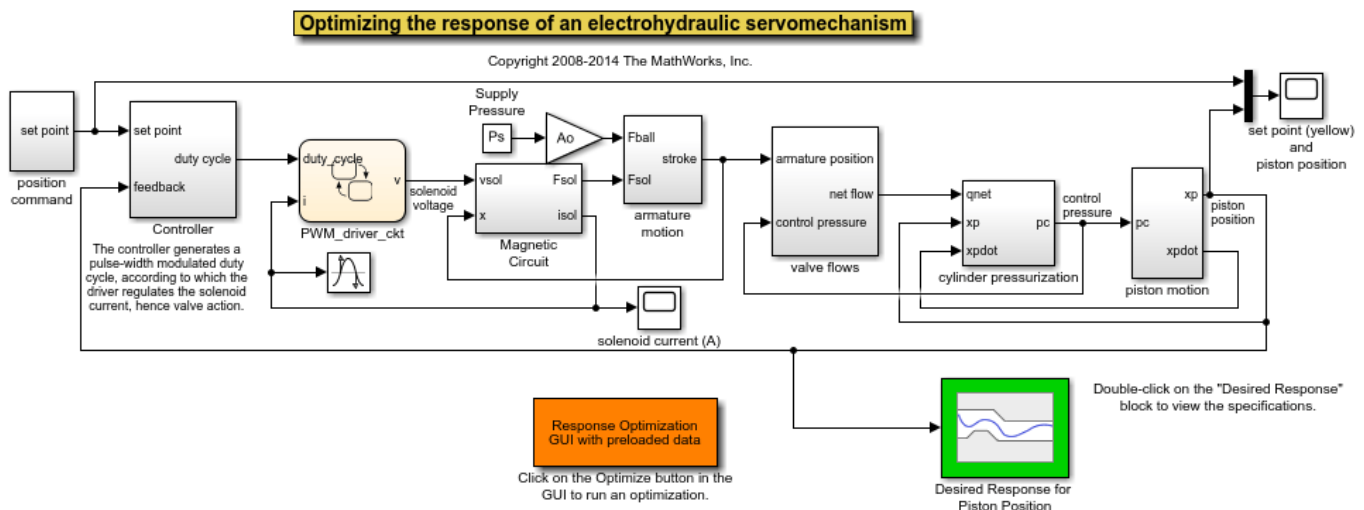 Optimizing the response of an electrohydraulic servomechanism
Copyright 2008-2014 The MathWorks, Inc.
set point
position
command
set point
duty cycle
feedback
Controller
The controller generates a
pulse-width modulated duty
cycle, according to which the
driver regulates the solenoid
current, hence valve action.
duty_cycle
v
i
PWM_driver_ckt
solenoid
voltage
Supply
Pressure
Ps
Ao
vsol
Fsol
x
isol
Magnetic
Circuit
Fball
stroke
Fsol
armature
motion
solenoid current (A)
armature position
net flow
control pressure
valve flows
qnet
xp
pc
xpdot
cylinder pressurization
control
pressure
xp
pc
xpdot
piston motion
piston
position
set point (yellow)
and
piston position
Response Optimization
GUI with preloaded data
Click on the Optimize button in the
GUI to run an optimization.
Desired Response for
Piston Position
Double-click on the "Desired Response"
block to view the specifications.